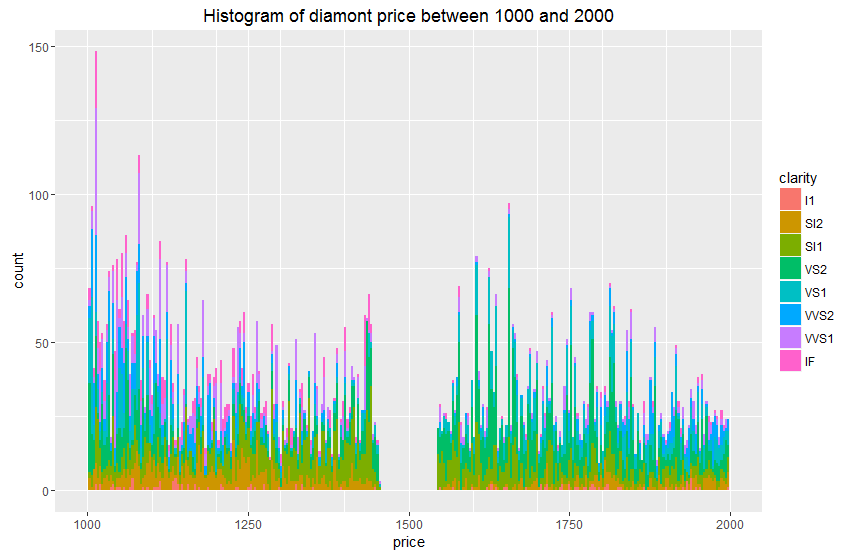 Histogram of diamont price between 1000 and 2000
150
100
50
0
count
1000
1250
1500
1750
2000
price
clarity
I1
SI2
SI1
VS2
VS1
VVS2
VVS1
IF